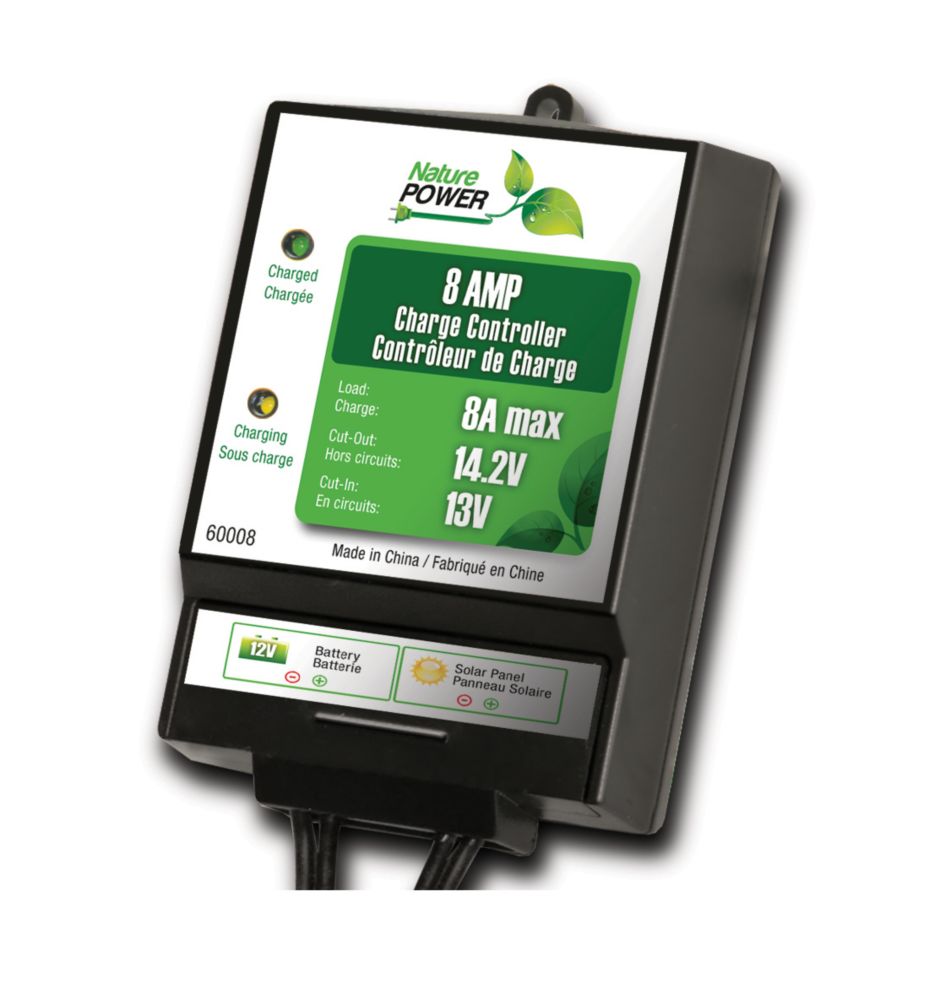 Nature
POWER
Charged
Chargée
8 AMP
Charge Controller
Contrôleur de Charge
Load:
Charge:
8A max
Charging
Sous charge
Cut-Out:
Hors circuits:
14.2V
Cut-In:
En circuits:
13V
60008
Made in China / Fabriqué en Chine
12V
Battery
Batterie
Solar Panel
Panneau Solaire